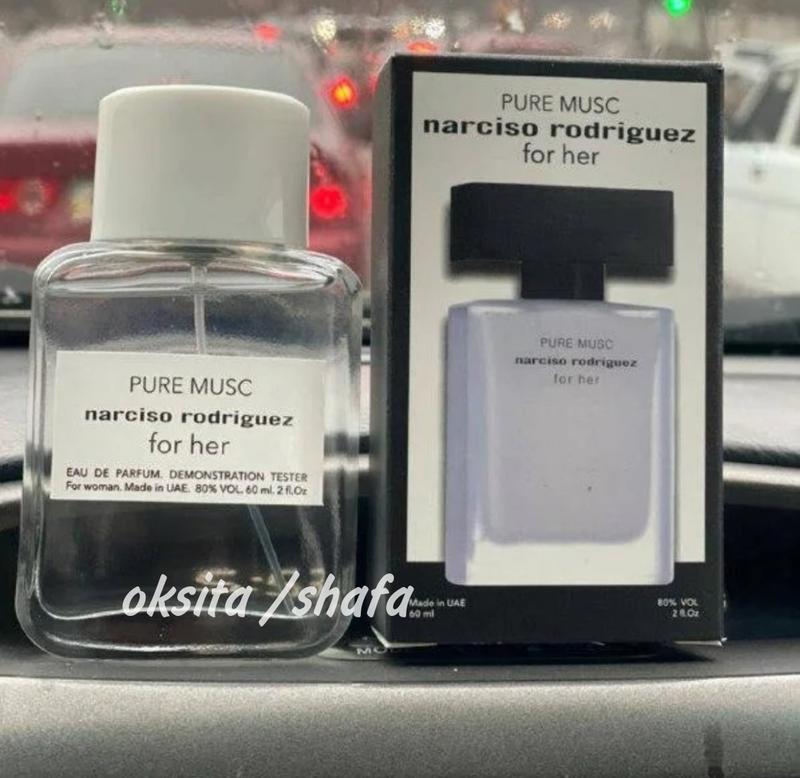 PURE MUSC
narciso rodriguez
for her
EAU DE PARFUM. DEMONSTRATION TESTER
For woman. Made in UAE. 80% VOL. 60 ml. 2 fl.Oz
PURE MUSC
narciso rodriguez
for her
PURE MUSC
narciso rodriguez
for her
Made in UAE
60 ml
80% VOL
2 fl.Oz
oksita /shafa